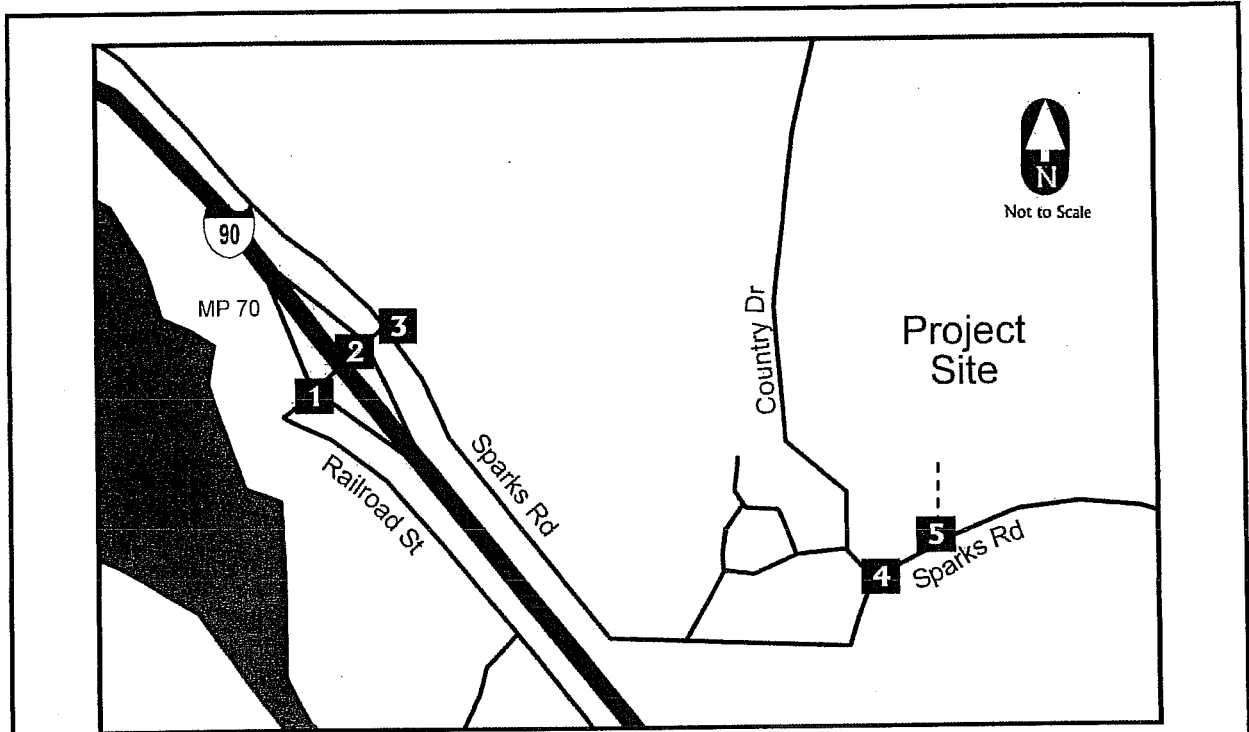 N
Not to Scale
90
MP 70
3
2
1
Country Dr
Project
Site
Sparks Rd
Railroad St
5
4
Sparks Rd